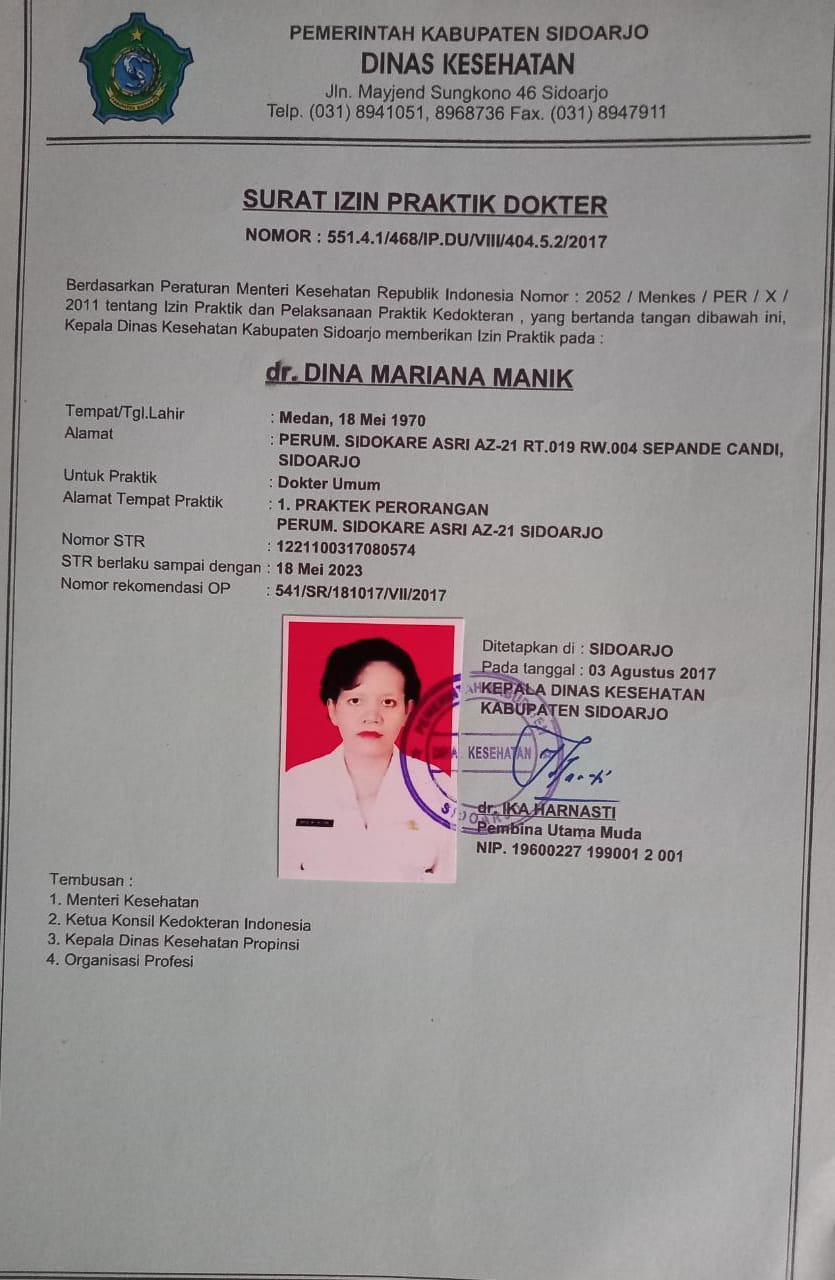 PEMERINTAH KABUPATEN SIDOARJO
DINAS KESEHATAN
Jln. Mayjend Sungkono 46 Sidoarjo
Telp. (031) 8941051, 8968736 Fax. (031) 8947911
SURAT IZIN PRAKTIK DOKTER
NOMOR : 551.4.1/468/IP.DU/VIII/404.5.2/2017
Berdasarkan Peraturan Menteri Kesehatan Republik Indonesia Nomor : 2052 / Menkes / PER / X /
2011 tentang Izin Praktik dan Pelaksanaan Praktik Kedokteran , yang bertanda tangan dibawah ini,
Kepala Dinas Kesehatan Kabupaten Sidoarjo memberikan Izin Praktik pada :
dr. DINA MARIANA MANIK
Tempat/Tgl.Lahir : Medan, 18 Mei 1970
Alamat : PERUM. SIDOKARE ASRI AZ-21 RT.019 RW.004 SEPANDE CANDI,
SIDOARJO
Untuk Praktik : Dokter Umum
Alamat Tempat Praktik : 1. PRAKTEK PERORANGAN
PERUM. SIDOKARE ASRI AZ-21 SIDOARJO
Nomor STR : 1221100317080574
STR berlaku sampai dengan : 18 Mei 2023
Nomor rekomendasi OP : 541/SR/181017/VII/2017
Ditetapkan di : SIDOARJO
Pada tanggal : 03 Agustus 2017
KEPALA DINAS KESEHATAN
KABUPATEN SIDOARJO
PEMERINTAH KABUPATEN
DINAS KESEHATAN
SIDOARJO
dr. IKA HARNASTI
Pembina Utama Muda
NIP. 19600227 199001 2 001
Tembusan :
1. Menteri Kesehatan
2. Ketua Konsil Kedokteran Indonesia
3. Kepala Dinas Kesehatan Propinsi
4. Organisasi Profesi